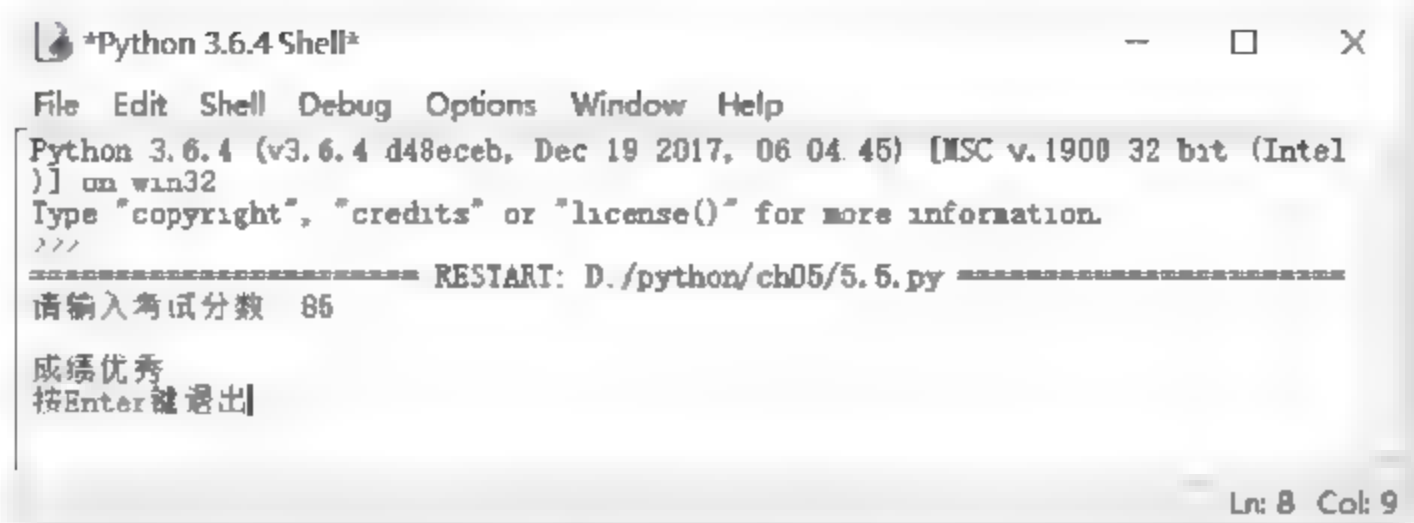 *Python 3.6.4 Shell*
File Edit Shell Debug Options Window Help
Python 3.6.4 (v3.6.4 d48eceb, Dec 19 2017, 06 04 45) [MSC v.1900 32 bit (Intel
)] on win32
Type "copyright", "credits" or "license()" for more information.
>>>
======================= RESTART: D./python/ch05/5.5.py =======================
请输入考试分数 85
成绩优秀
按Enter键退出
Ln: 8 Col: 9